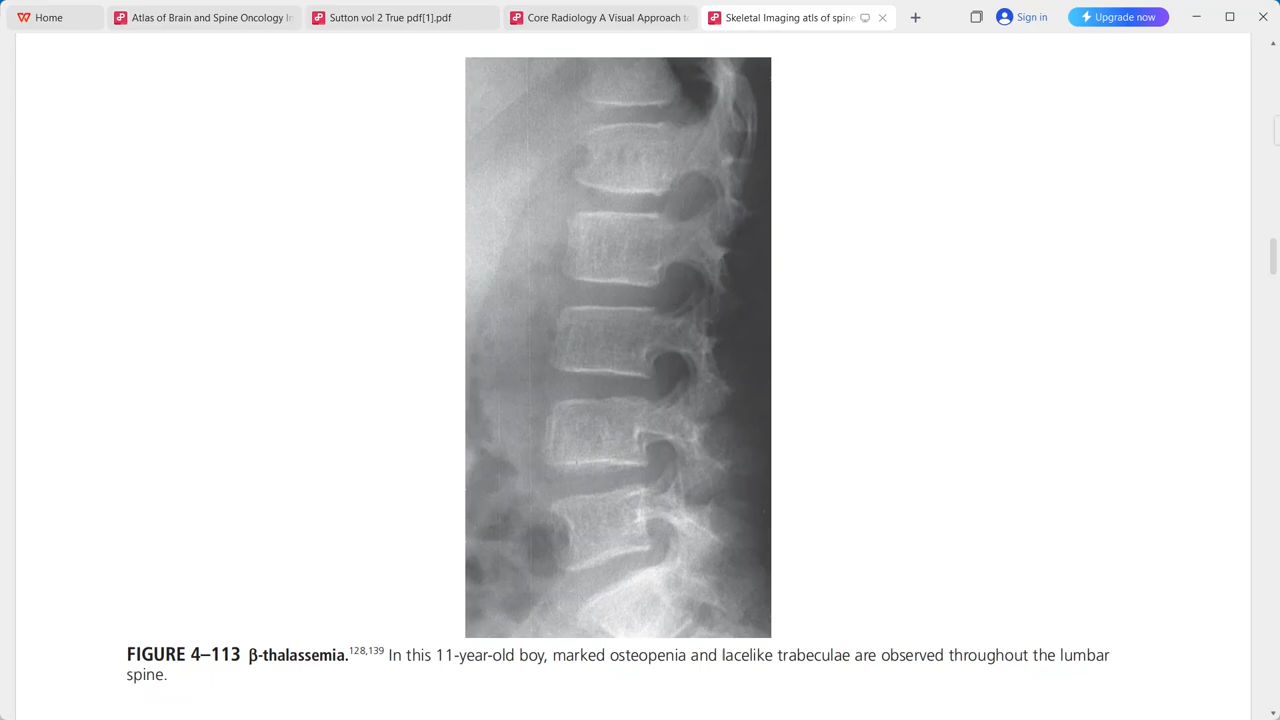 Home
Atlas of Brain and Spine Oncology
Sutton vol 2 True pdf[1].pdf
Core Radiology A Visual Approach
Skeletal Imaging atls of spine
Sign in
Upgrade now
FIGURE 4–113 β-thalassemia.128,139 In this 11-year-old boy, marked osteopenia and lacelike trabeculae are observed throughout the lumbar
spine.